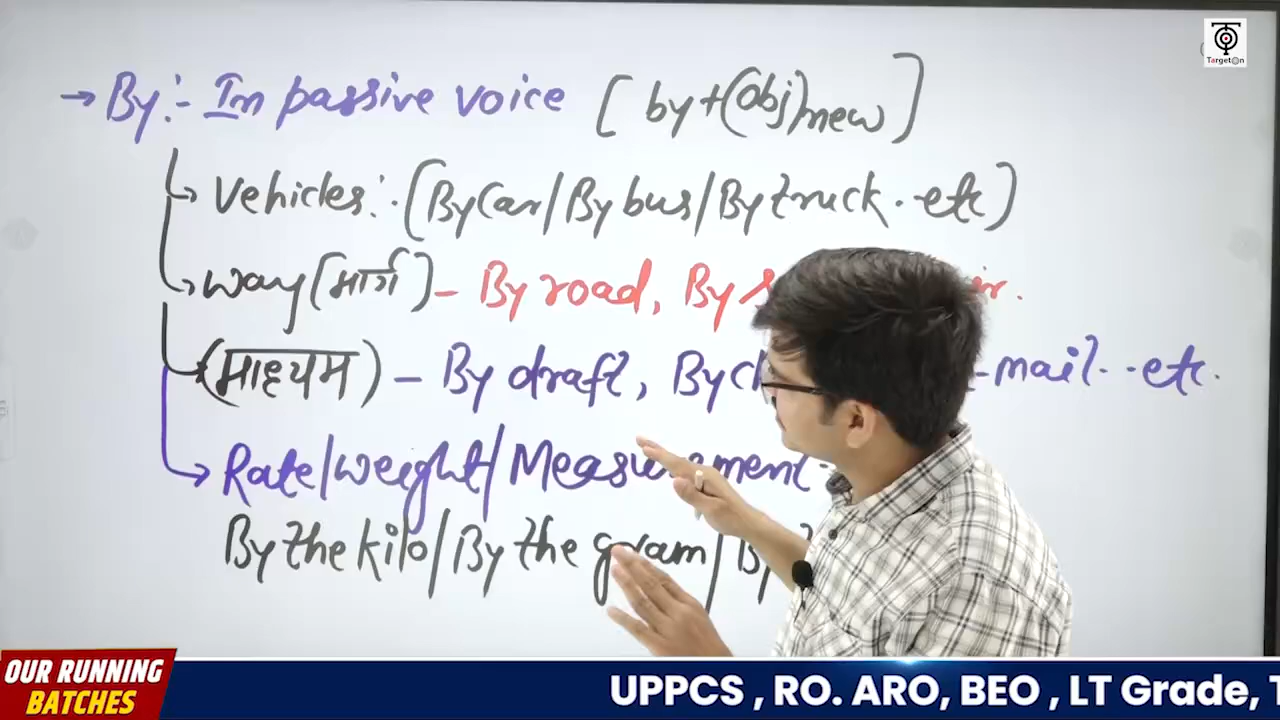 TargetOn
→ By:- In passive voice [by+(obj)new]
Vehicles:. (By Car/By bus/By truck. etc)
Way (मार्ग) - By road, By
(माध्यम) - By draft, By -mail..etc.
Rate/weight/Measurement.
By the kilo/By the gram/
OUR RUNNING
BATCHES
UPPCS , RO. ARO, BEO , LT Grade,